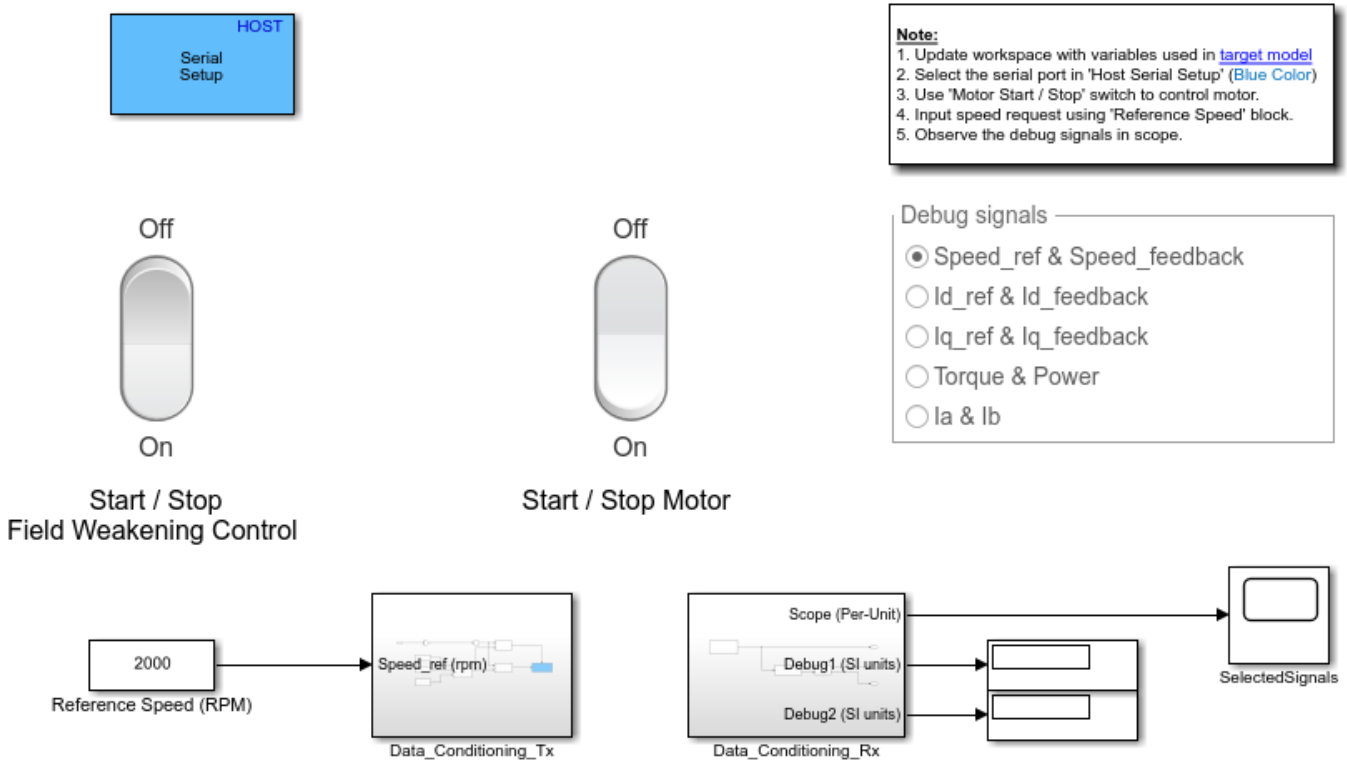 HOST
Serial
Setup
Note:
1. Update workspace with variables used in target model
2. Select the serial port in 'Host Serial Setup' (Blue Color)
3. Use 'Motor Start / Stop' switch to control motor.
4. Input speed request using 'Reference Speed' block.
5. Observe the debug signals in scope.
Off
On
Start / Stop
Field Weakening Control
Off
On
Start / Stop Motor
Debug signals
Speed_ref & Speed_feedback
Id_ref & Id_feedback
Iq_ref & Iq_feedback
Torque & Power
Ia & Ib
2000
Reference Speed (RPM)
Speed_ref (rpm)
Data_Conditioning_Tx
Scope (Per-Unit)
Debug1 (SI units)
Debug2 (SI units)
Data_Conditioning_Rx
SelectedSignals